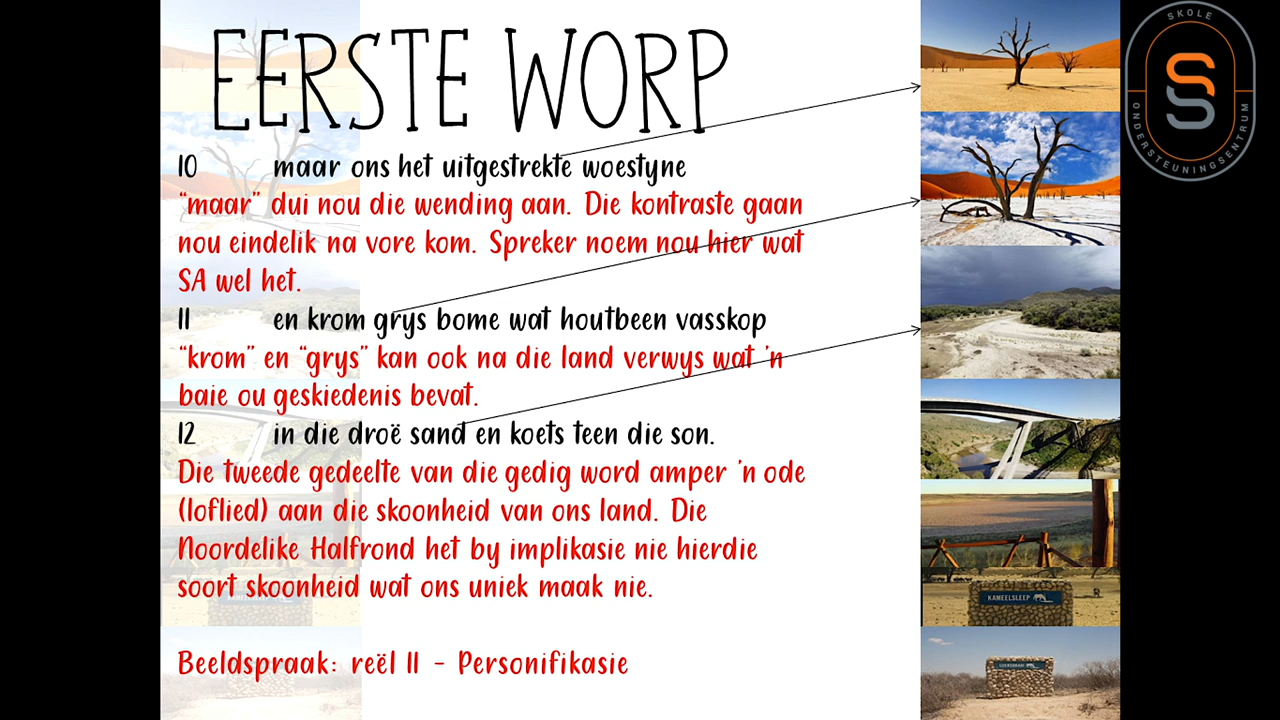 EERSTE WORP
10 maar ons het uitgestrekte woestyne
"maar" dui nou die wending aan. Die kontraste gaan
nou eindelik na vore kom. Spreker noem nou hier wat
SA wel het.
11 en krom grys bome wat houtbeen vasskop
"krom" en "grys" kan ook na die land verwys wat 'n
baie ou geskiedenis bevat.
12 in die droë sand en koets teen die son.
Die tweede gedeelte van die gedig word amper 'n ode
(loflied) aan die skoonheid van ons land. Die
Noordelike Halfrond het by implikasie nie hierdie
soort skoonheid wat ons uniek maak nie.
Beeldspraak: reël 11 - Personifikasie
SKOLE
ONDERSTEUNINGSENTRUM
SS
KAMEELSLEEP